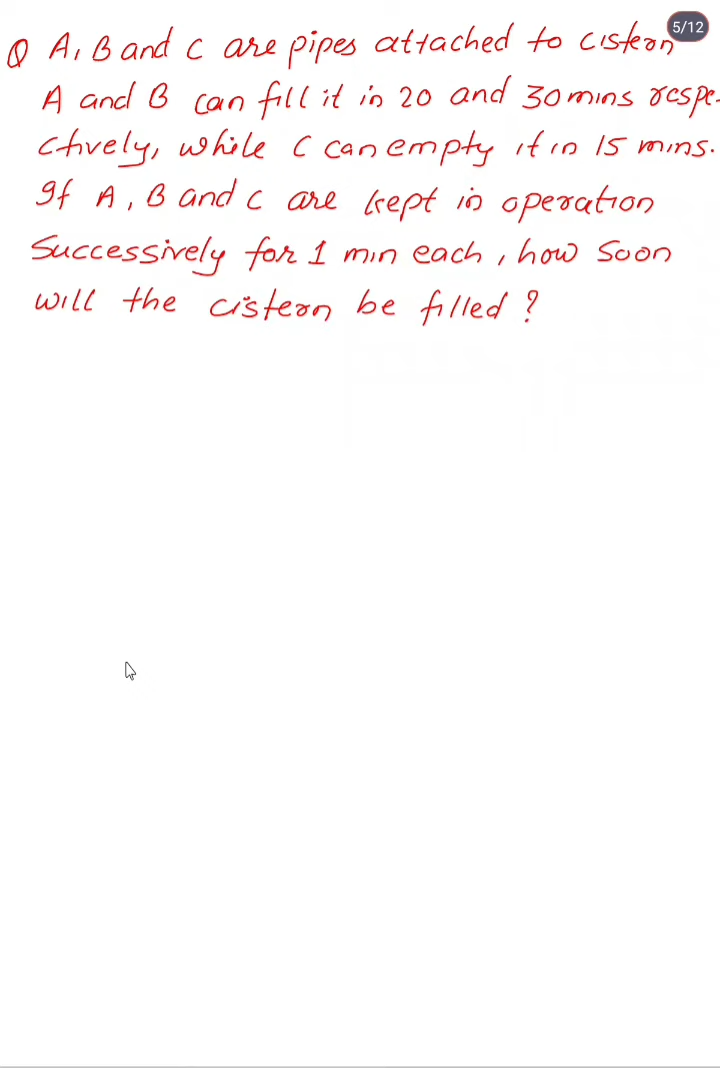 Q A, B and C are pipes attached to cistern
5/12
A and B can fill it in 20 and 30 mins respe-
ctively, while C can empty it in 15 mins.
If A, B and C are kept in operation
Successively for 1 min each, how soon
will the cistern be filled?